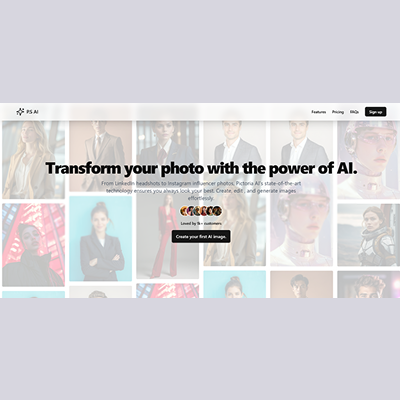 PS AI
Features
Pricing
FAQs
Sign up
Transform your photo with the power of AI.
From LinkedIn headshots to Instagram influencer photos, Pictoria AI's state-of-the-art
technology ensures you always look your best. Create, edit, and generate images
effortlessly.
Loved by 1k+ customers
Create your first AI image.